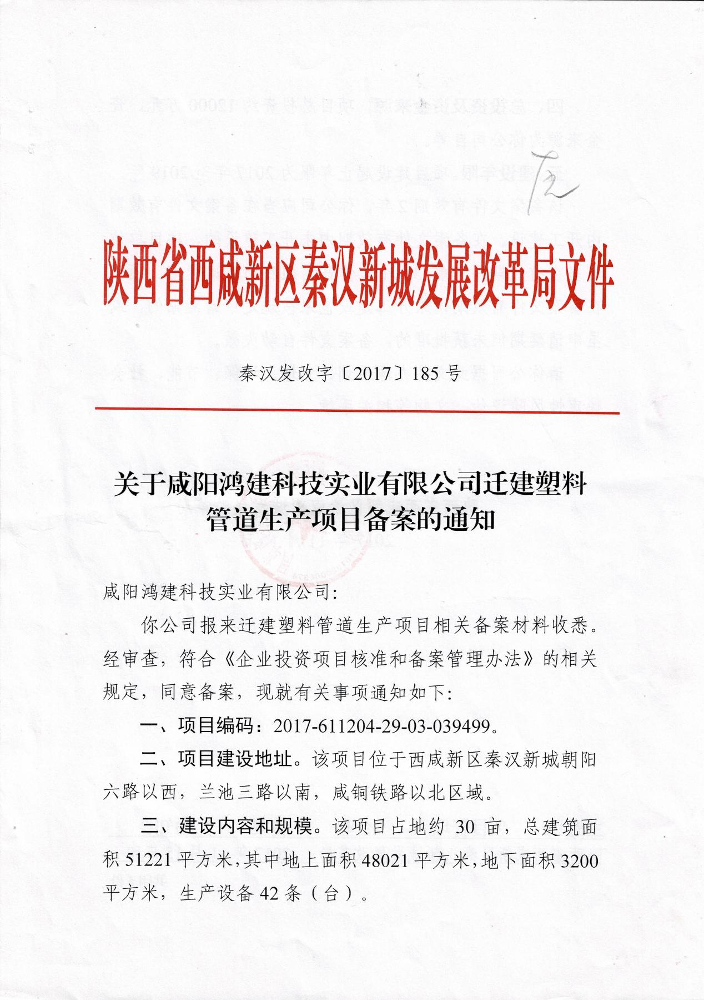 陕西省西咸新区秦汉新城发展改革局文件
秦汉发改字〔2017〕185号
关于咸阳鸿建科技实业有限公司迁建塑料
管道生产项目备案的通知
咸阳鸿建科技实业有限公司：
你公司报来迁建塑料管道生产项目相关备案材料收悉。
经审查，符合《企业投资项目核准和备案管理办法》的相关
规定，同意备案，现就有关事项通知如下：
一、项目编码：2017-611204-29-03-039499。
二、项目建设地址。该项目位于西咸新区秦汉新城朝阳
六路以西，兰池三路以南，咸铜铁路以北区域。
三、建设内容和规模。该项目占地约 30 亩，总建筑面
积 51221 平方米，其中地上面积 48021 平方米，地下面积 3200
平方米，生产设备 42 条（台）。